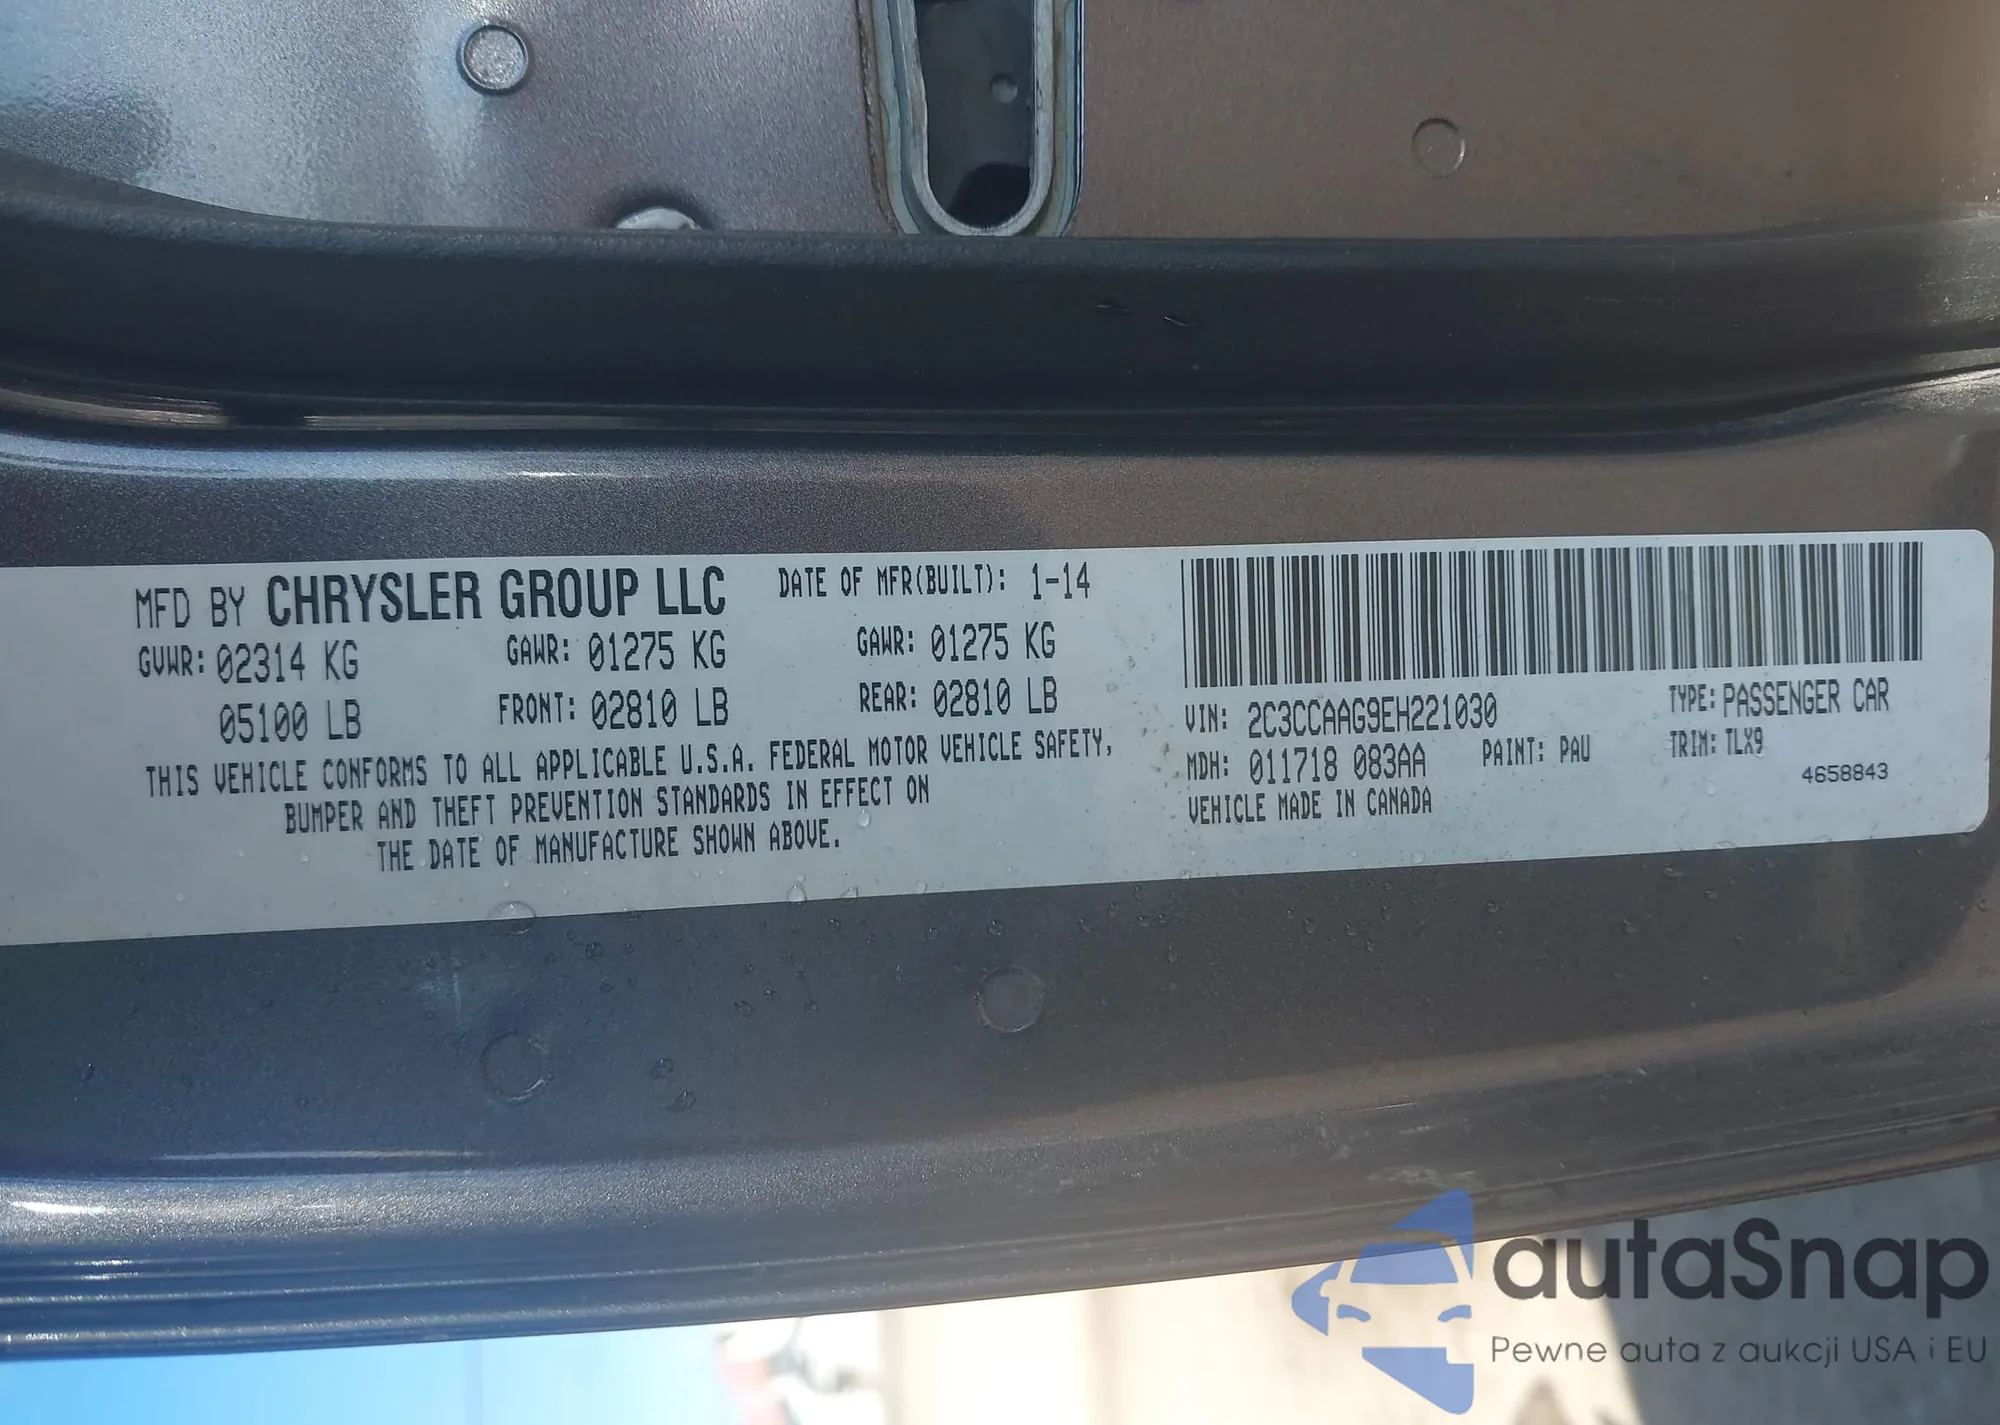 MFD BY CHRYSLER GROUP LLC DATE OF MFR(BUILT): 1-14
GVWR: 02314 KG GAWR: 01275 KG GAWR: 01275 KG
05100 LB FRONT: 02810 LB REAR: 02810 LB
THIS VEHICLE CONFORMS TO ALL APPLICABLE U.S.A. FEDERAL MOTOR VEHICLE SAFETY,
BUMPER AND THEFT PREVENTION STANDARDS IN EFFECT ON
THE DATE OF MANUFACTURE SHOWN ABOVE.
VIN: 2C3CCAAG9EH221030 TYPE: PASSENGER CAR
MDH: 011718 083AA PAINT: PAU TRIM: TLX9
VEHICLE MADE IN CANADA 4658843
autaSnap
Pewne auta z aukcji USA i EU